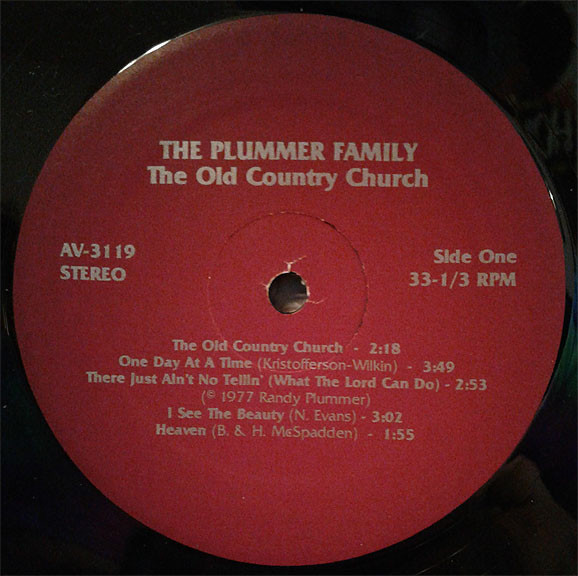 THE PLUMMER FAMILY
The Old Country Church
AV-3119
STEREO
Side One
33-1/3 RPM
The Old Country Church - 2:18
One Day At A Time (Kristofferson-Wilkin) - 3:49
There Just Ain't No Tellin' (What The Lord Can Do) - 2:53
(© 1977 Randy Plummer)
I See The Beauty (N. Evans) - 3:02
Heaven (B. & H. McSpadden) - 1:55